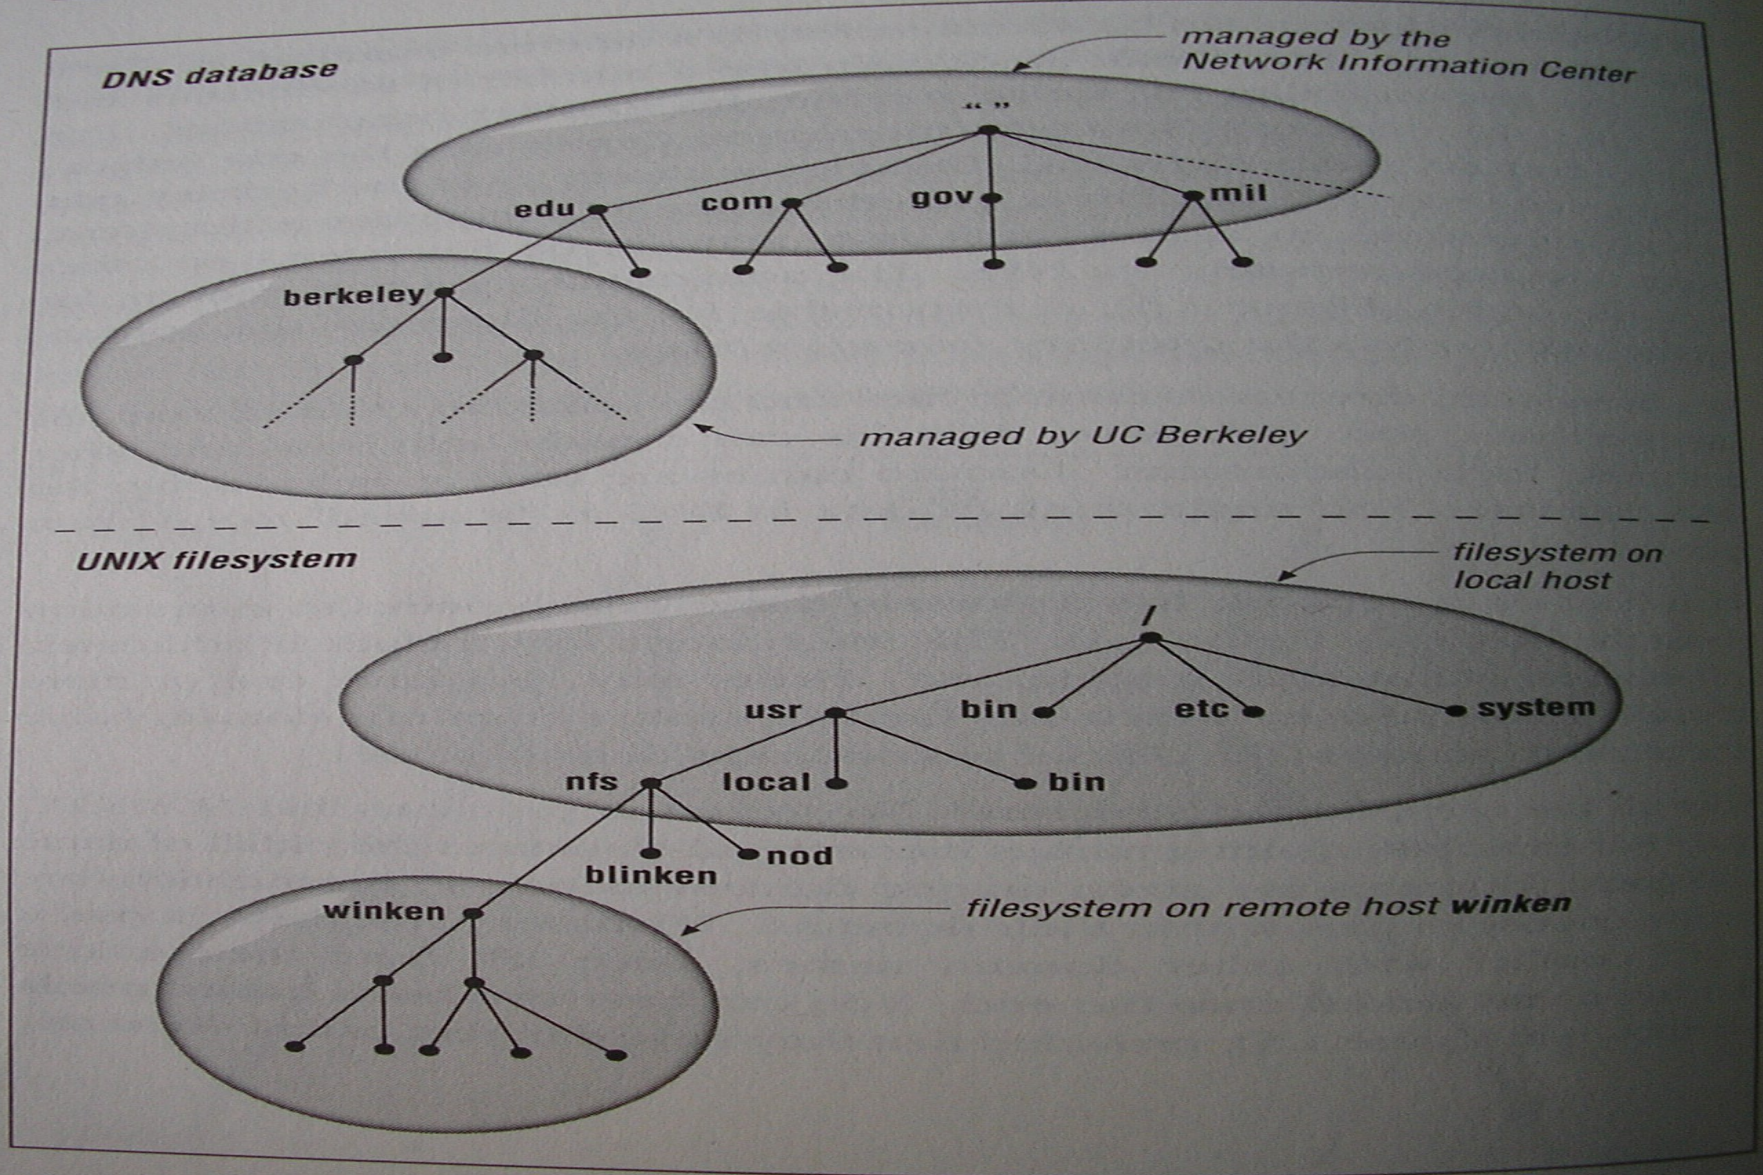 DNS database
managed by the
Network Information Center
“ ”
edu
com
gov
mil
berkeley
managed by UC Berkeley
UNIX filesystem
filesystem on
local host
/
usr
bin
etc
system
nfs
local
bin
blinken
nod
winken
filesystem on remote host winken